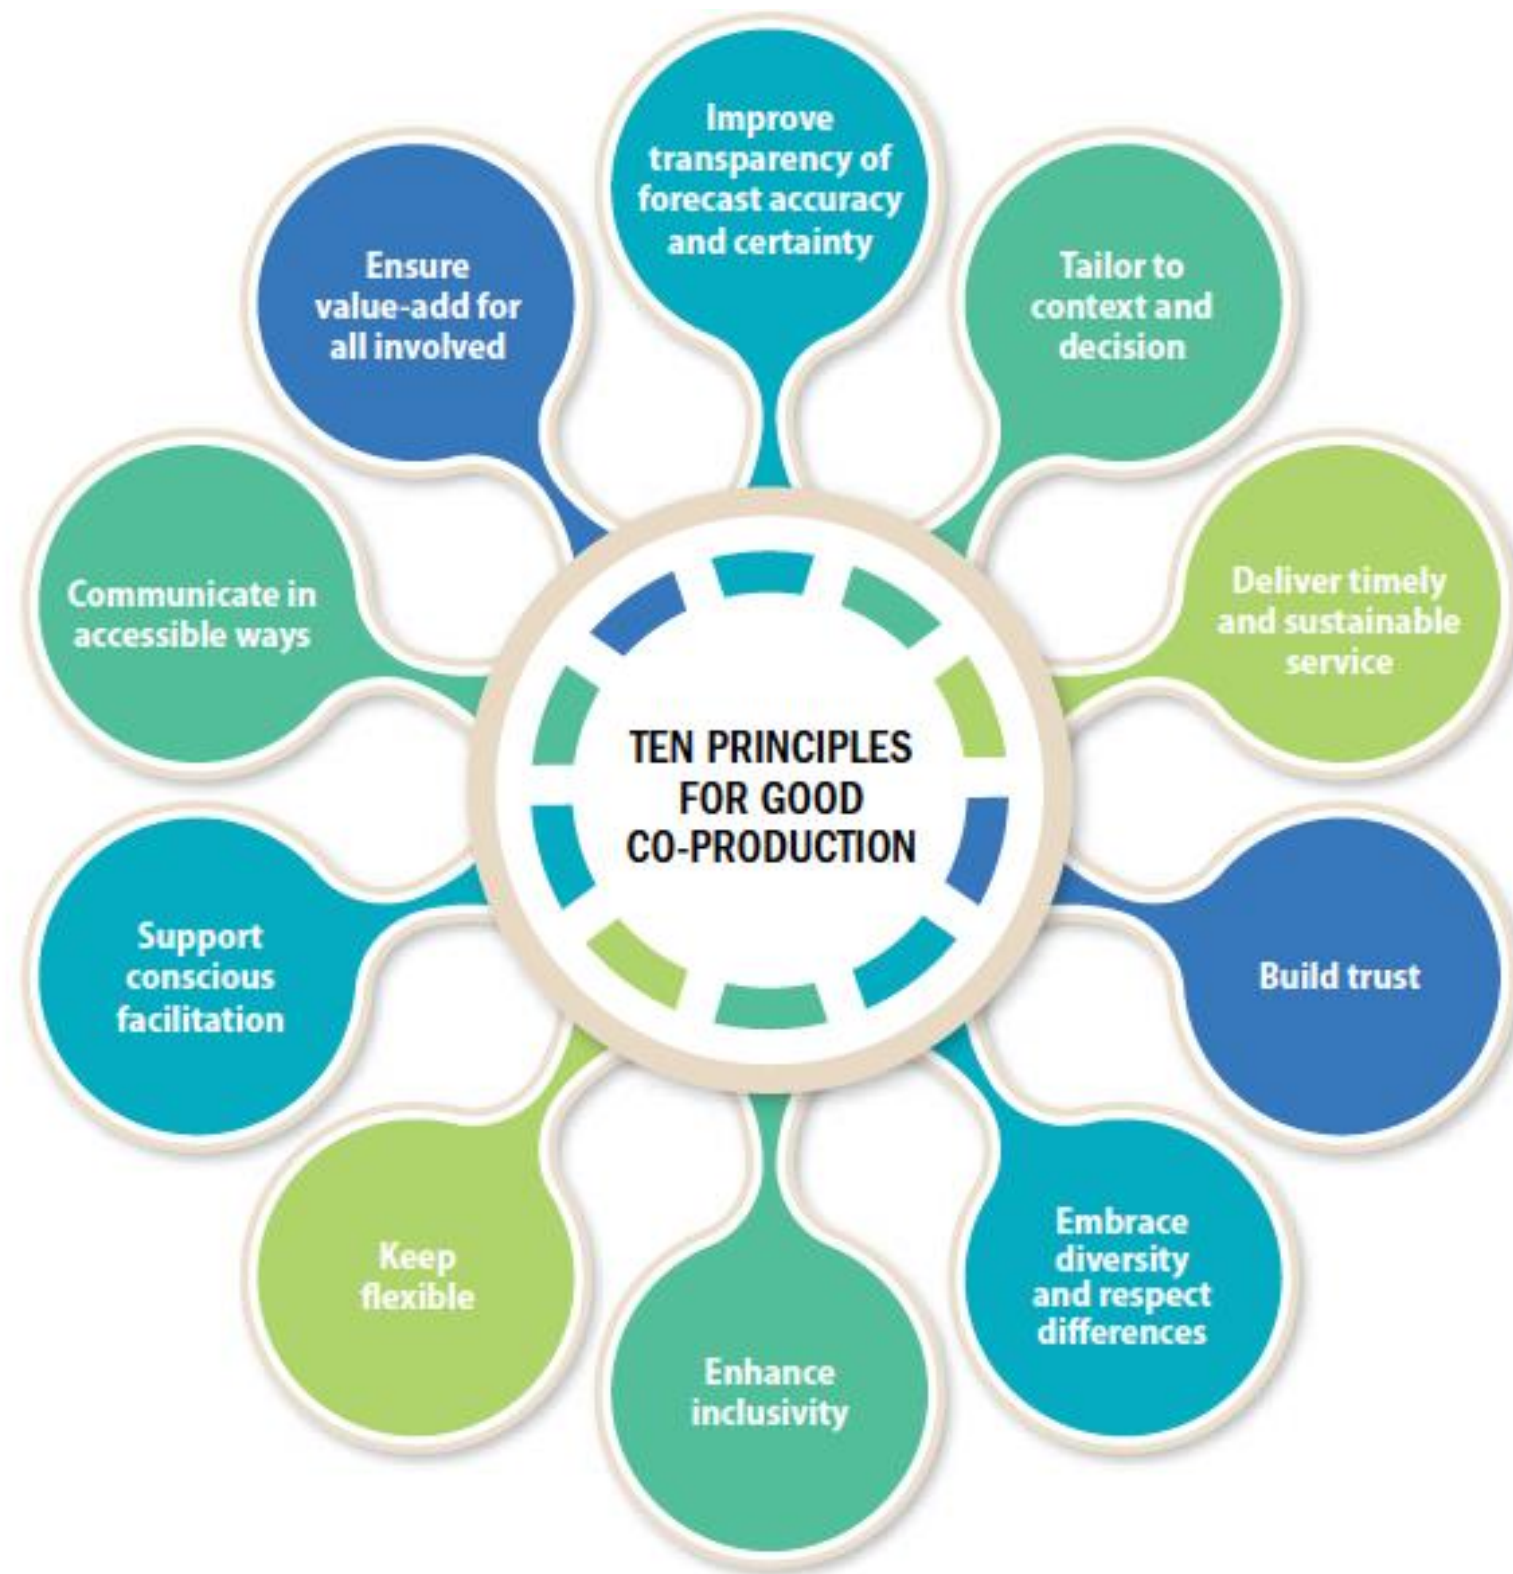 Improve
transparency of
forecast accuracy
and certainty
Tailor to
context and
decision
Deliver timely
and sustainable
service
Build trust
Embrace
diversity
and respect
differences
Enhance
inclusivity
Keep
flexible
Support
conscious
facilitation
Communicate in
accessible ways
Ensure
value-add for
all involved
TEN PRINCIPLES
FOR GOOD
CO-PRODUCTION